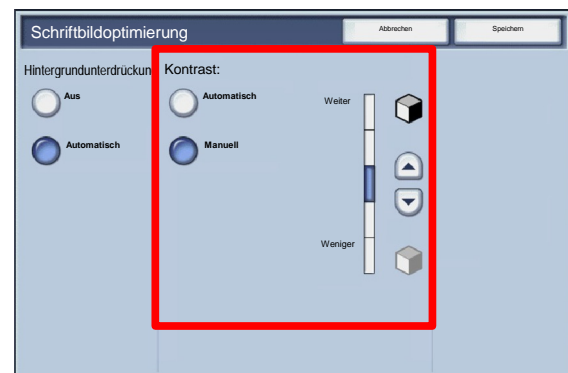 Schriftbildoptimierung
Abbrechen
Speichern
Hintergrundunterdrückun
Aus
Automatisch
Kontrast:
Automatisch
Manuell
Weiter
Weniger